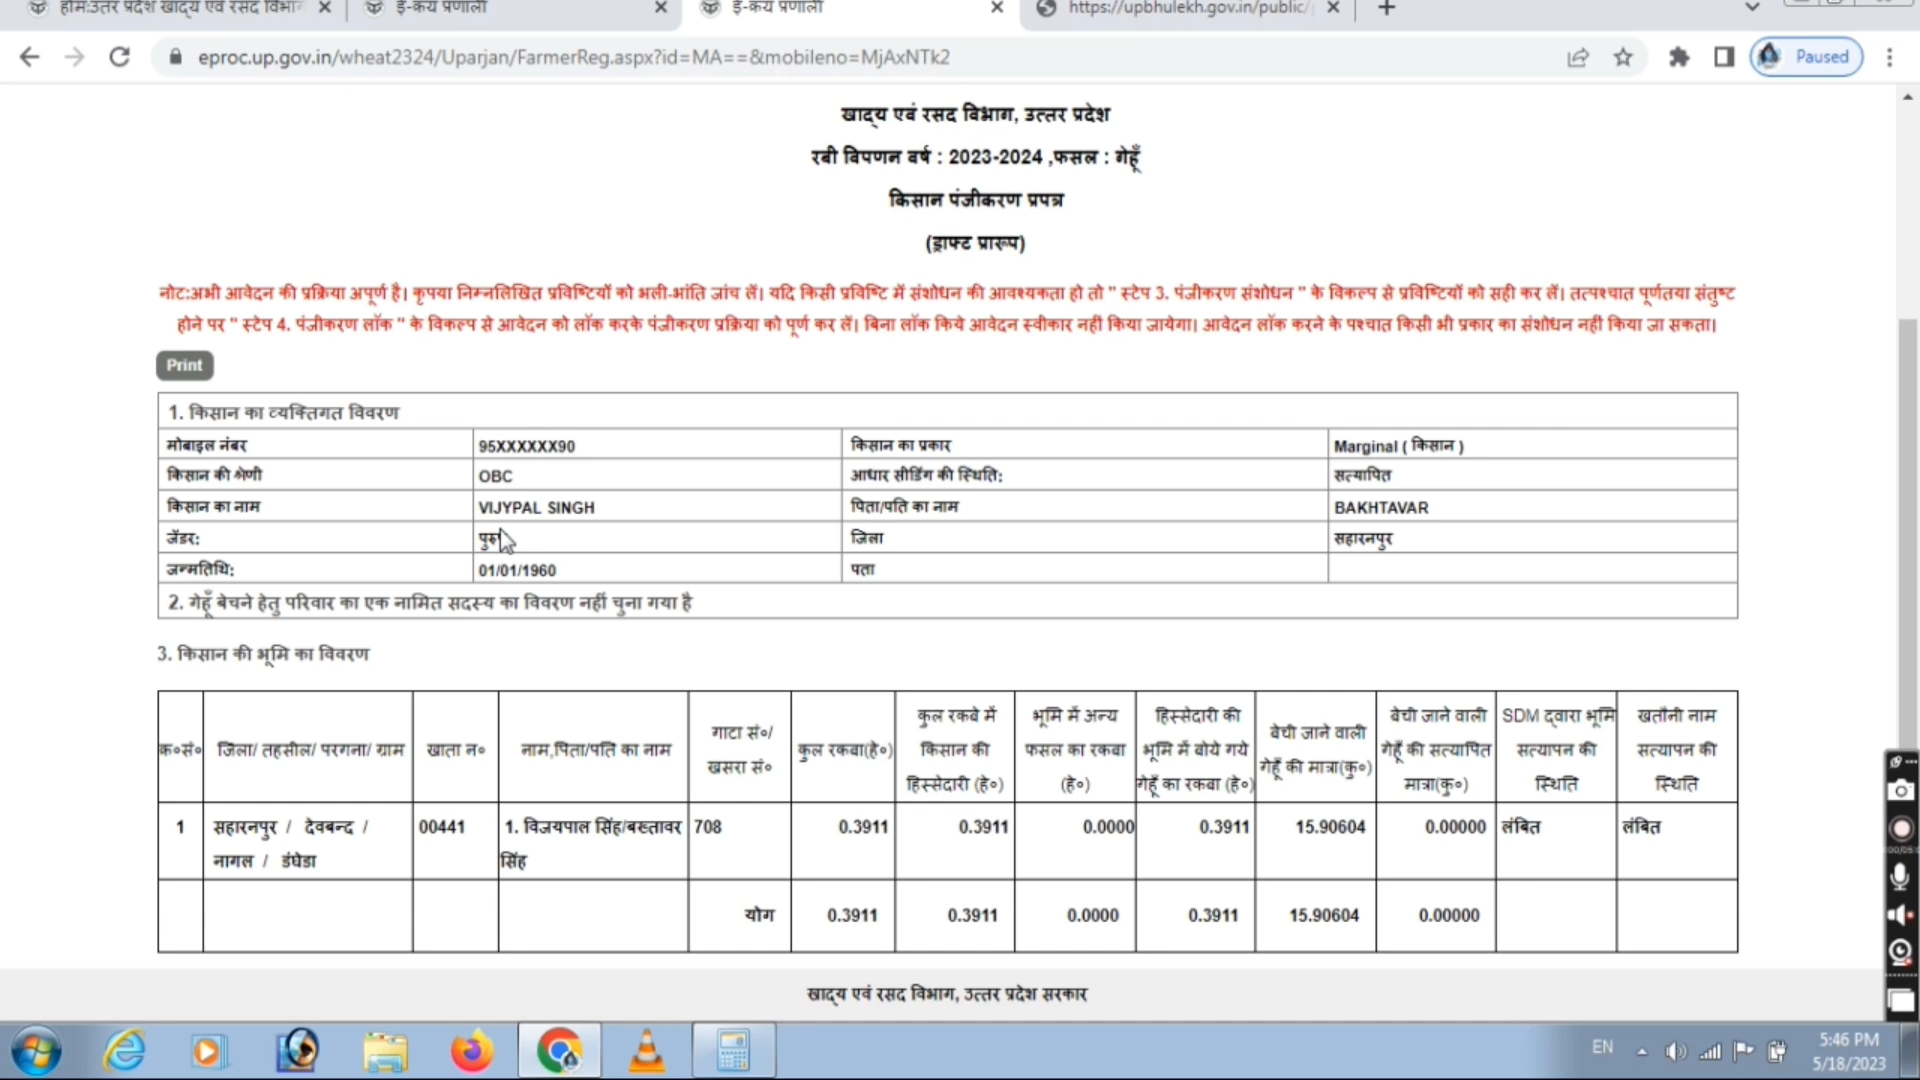 होम:उतर प्रदेश खाद्य एवं रसद विभाग
ई-क्रय प्रणाली
ई-क्रय प्रणाली
https://upbhulekh.gov.in/public/
eproc.up.gov.in/wheat2324/Uparjan/FarmerReg.aspx?id=MA==&mobileno=MjAxNTk2
Paused
खाद्य एवं रसद विभाग, उत्तर प्रदेश
रबी विपणन वर्ष : 2023-2024 ,फसल : गेहूँ
किसान पंजीकरण प्रपत्र
(ड्राफ्ट प्रारूप)
नोट:अभी आवेदन की प्रक्रिया अपूर्ण है। कृपया निम्नलिखित प्रविष्टियों को भली-भांति जांच लें। यदि किसी प्रविष्टि में संशोधन की आवश्यकता हो तो " स्टेप 3. पंजीकरण संशोधन " के विकल्प से प्रविष्टियों को सही कर लें। तत्पश्चात पूर्णतया संतुष्ट
होने पर " स्टेप 4. पंजीकरण लॉक " के विकल्प से आवेदन को लॉक करके पंजीकरण प्रक्रिया को पूर्ण कर लें। बिना लॉक किये आवेदन स्वीकार नहीं किया जायेगा। आवेदन लॉक करने के पश्चात किसी भी प्रकार का संशोधन नहीं किया जा सकता।
Print
1. किसान का व्यक्तिगत विवरण
मोबाइल नंबर 95XXXXXX90 किसान का प्रकार Marginal ( किसान )
किसान की श्रेणी OBC आधार सीडिंग की स्थिति: सत्यापित
किसान का नाम VIJYPAL SINGH पिता/पति का नाम BAKHTAVAR
जेंडर: जिला सहारनपुर
जन्मतिथि: 01/01/1960 पता
2. गेहूँ बेचने हेतु परिवार का एक नामित सदस्य का विवरण नहीं चुना गया है
3. किसान की भूमि का विवरण
क०सं० जिला/ तहसील/ परगना/ ग्राम खाता न० नाम,पिता/पति का नाम गाटा सं०/ खसरा सं० कुल रकबा(हे०) कुल रकबे में किसान की हिस्सेदारी (हे०) भूमि में अन्य फसल का रकबा (हे०) हिस्सेदारी की भूमि में बोये गये गेहूँ का रकबा (हे०) बेची जाने वाली गेहूँ की मात्रा(कु०) बेची जाने वाली गेहूँ की सत्यापित मात्रा(कु०) SDM द्वारा भूमि सत्यापन की स्थिति खतौनी नाम सत्यापन की स्थिति
1 सहारनपुर / देवबन्द / 00441 1. विजयपाल सिंह/बख्तावर 708 0.3911 0.3911 0.0000 0.3911 15.90604 0.00000 लंबित लंबित
नागल / डंघेडा सिंह
योग 0.3911 0.3911 0.0000 0.3911 15.90604 0.00000
खाद्य एवं रसद विभाग, उत्तर प्रदेश सरकार
EN
5:46 PM
5/18/2023